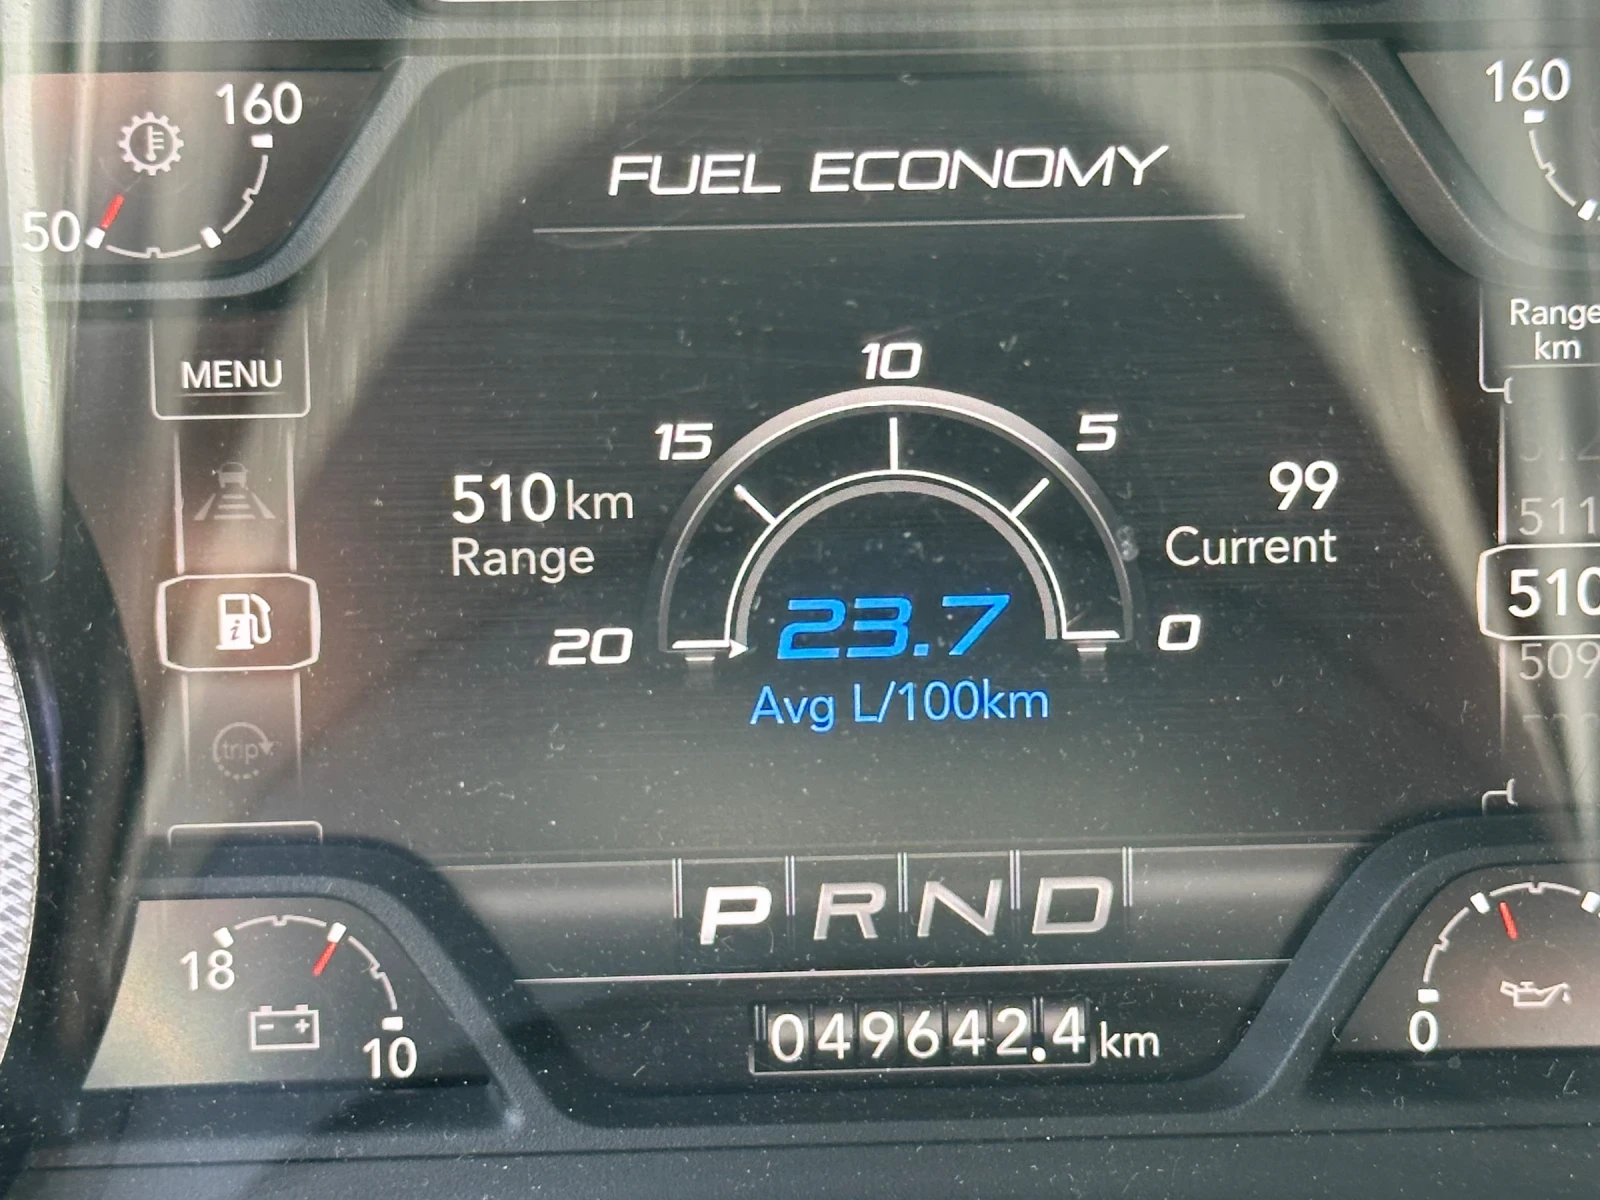 160
50
160
FUEL ECONOMY
MENU
Range
km
10
15
5
510 km
Range
99
Current
511
510
509
20
23.7
0
Avg L/100km
trip
P R N D
18
10
0
049642.4 km